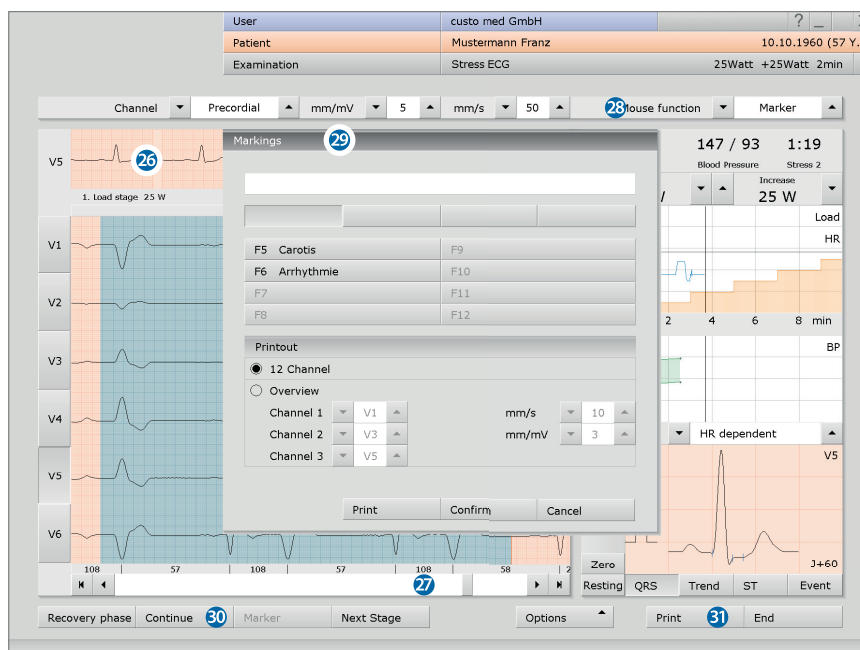 User custo med GmbH ? _
Patient Mustermann Franz 10.10.1960 (57 Y.
Examination Stress ECG 25Watt +25Watt 2min
Channel Precordial mm/mV 5 mm/s 50 28 Mouse function Marker
V5
26
1. Load stage 25 W
V1
V2
V3
V4
V5
V6
108 57 108 57 108 58 2
27
Markings 29
F5 Carotis F9
F6 Arrhythmie F10
F7 F11
F8 F12
Printout
12 Channel
Overview
Channel 1 V1 mm/s 10
Channel 2 V3 mm/mV 3
Channel 3 V5
Print Confirm Cancel
147 / 93 1:19
Blood Pressure Stress 2
Increase
25 W
Load
HR
2 4 6 8 min
BP
HR dependent
V5
J+60
Zero
Resting QRS Trend ST Event
Recovery phase Continue 30 Marker Next Stage Options Print 31 End